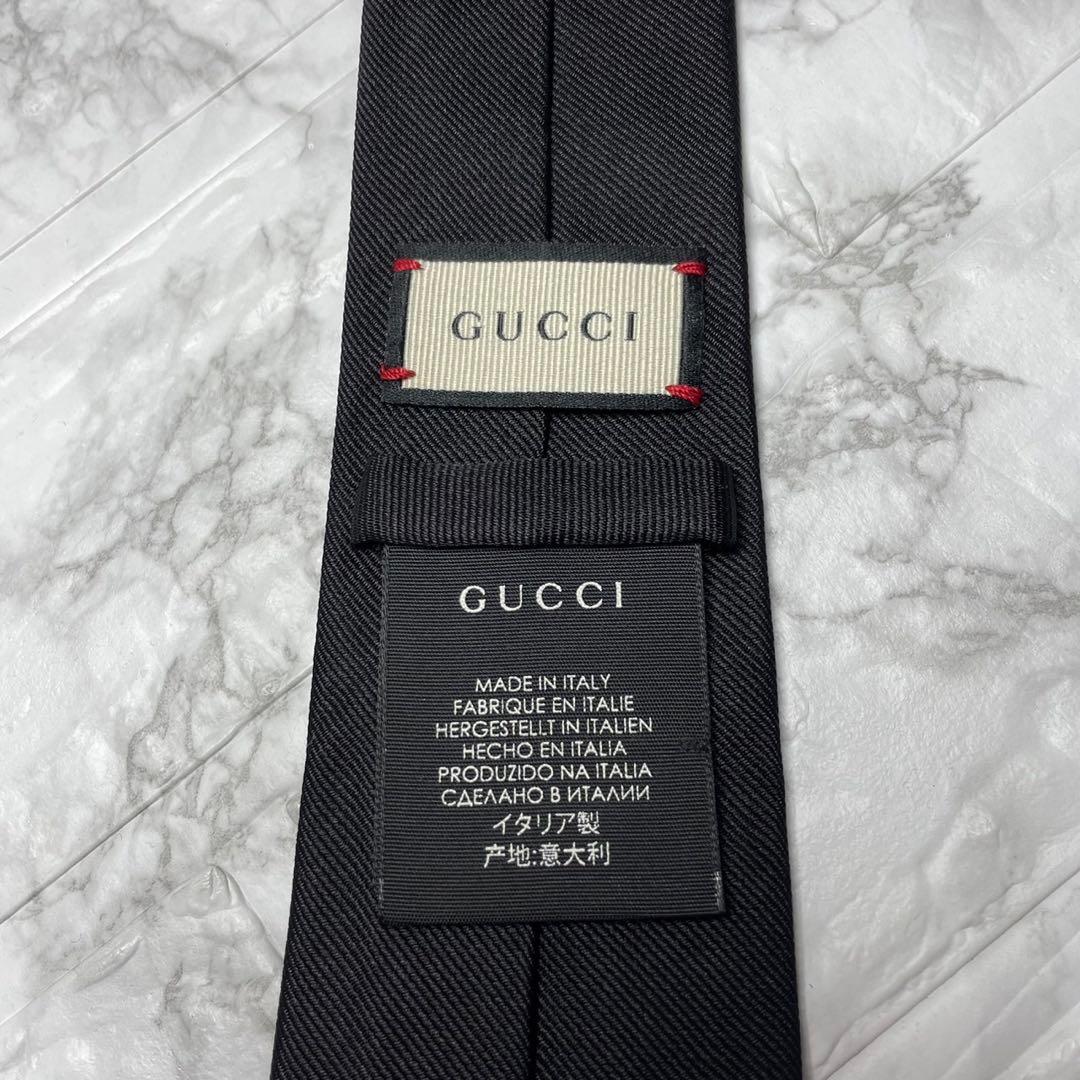 GUCCI
GUCCI
MADE IN ITALY
FABRIQUE EN ITALIE
HERGESTELLT IN ITALIEN
HECHO EN ITALIA
PRODUZIDO NA ITALIA
СДЕЛАНО В ИТАЛИИ
イタリア製
产地:意大利